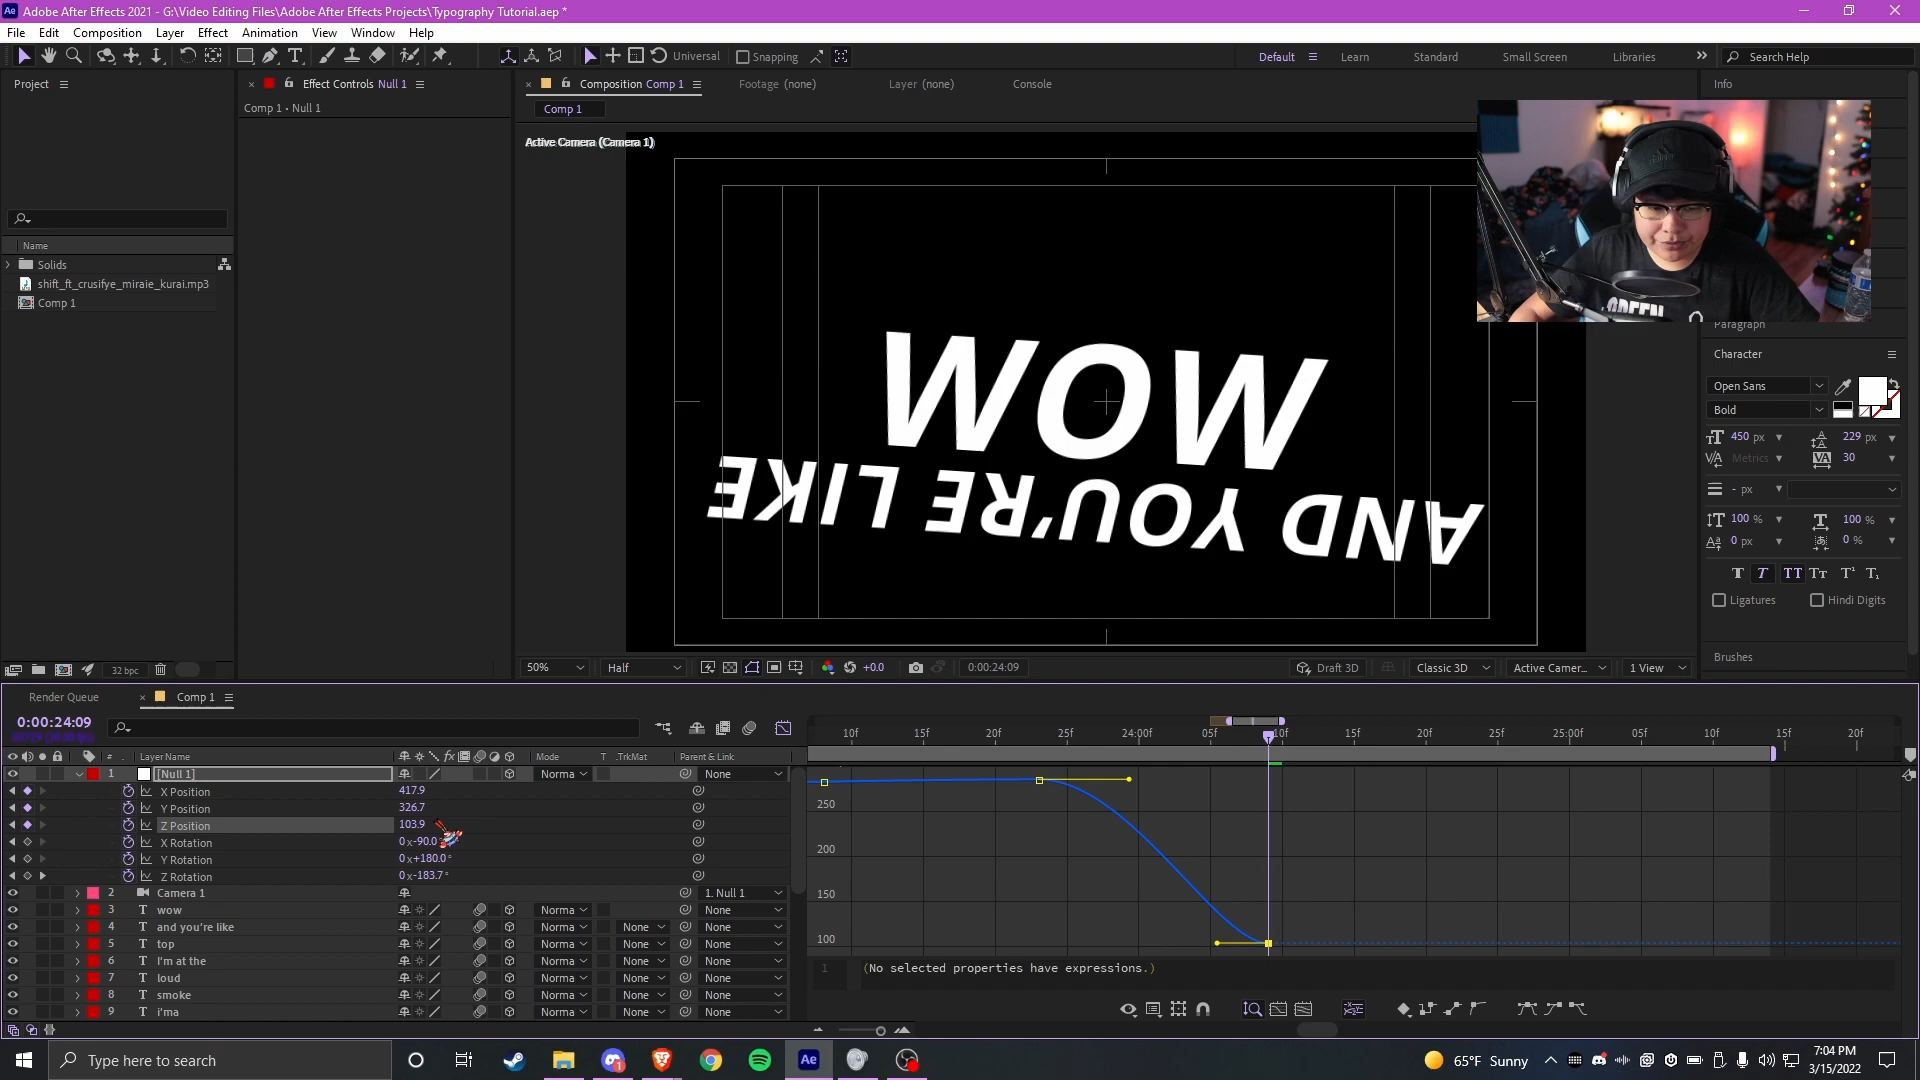 Adobe After Effects 2021 - G:\Video Editing Files\Adobe After Effects Projects\Typography Tutorial.aep *
File Edit Composition Layer Effect Animation View Window Help
Universal Snapping Default Learn Standard Small Screen Libraries Search Help
Project
Effect Controls Null 1
Composition Comp 1
Footage (none)
Layer (none)
Console
Info
Comp 1 • Null 1
Comp 1
Active Camera (Camera 1)
Name
Solids
shift_ft_crusifye_miraie_kurai.mp3
Comp 1
WOW
AND YOU'RE LIKE
GREEN
Paragraph
Character
Open Sans
Bold
450 px
229 px
Metrics
30
- px
100 %
100 %
0 px
0 %
Ligatures
Hindi Digits
Brushes
32 bpc
50%
Half
+0.0
0:00:24:09
Draft 3D
Classic 3D
Active Camer...
1 View
Render Queue
Comp 1
0:00:24:09
10f 15f 20f 25f 24:00f 05f 10f 15f 20f 25f 25:00f 05f 10f 15f 20f
# Layer Name Mode T .TrkMat Parent & Link
1 [Null 1] Norma None
X Position 417.9
Y Position 326.7
Z Position 103.9
X Rotation 0x-90.0
Y Rotation 0x+180.0°
Z Rotation 0x-183.7°
2 Camera 1 1. Null 1
3 wow Norma None
4 and you're like Norma None None
5 top Norma None None
6 I'm at the Norma None None
7 loud Norma None None
8 smoke Norma None None
9 i'ma Norma None None
250
200
150
100
1 (No selected properties have expressions.)
Type here to search
Ae
65°F Sunny
7:04 PM
3/15/2022